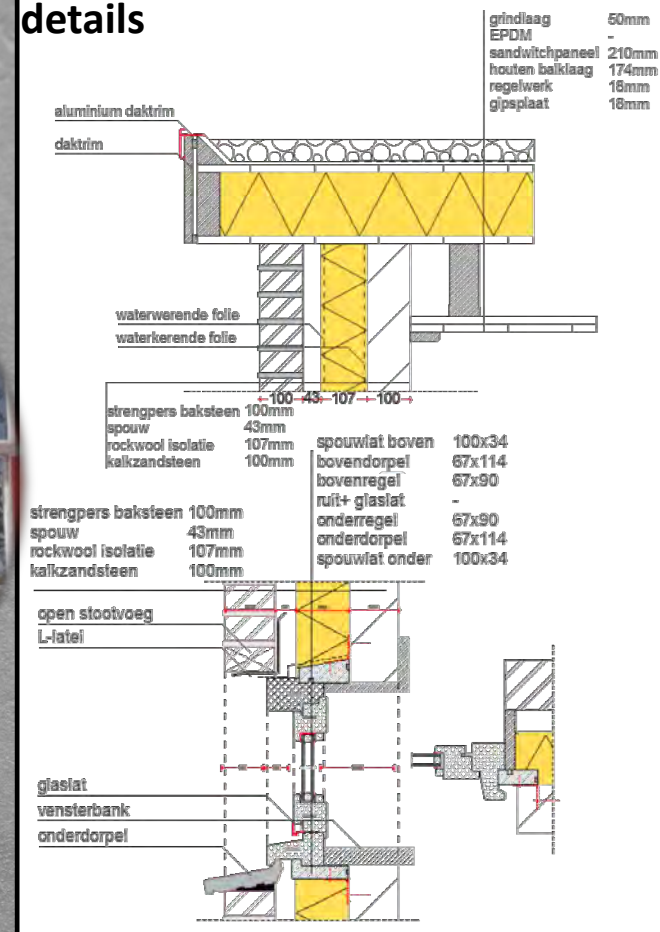 details
grindlaag 50mm
EPDM -
sandwitchpaneel 210mm
houten balklaag 174mm
regelwerk 18mm
gipsplaat 18mm
aluminium daktrim
daktrim
waterwerende folie
waterkerende folie
100 43 107 100
strengpers baksteen 100mm
spouw 43mm
rockwool isolatie 107mm
kalkzandsteen 100mm
spouwlat boven 100x34
bovendorpel 67x114
bovenregel 67x90
ruit+ glaslat -
onderregel 67x90
onderdorpel 67x114
spouwlat onder 100x34
strengpers baksteen 100mm
spouw 43mm
rockwool isolatie 107mm
kalkzandsteen 100mm
open stootvoeg
L-latei
glaslat
vensterbank
onderdorpel